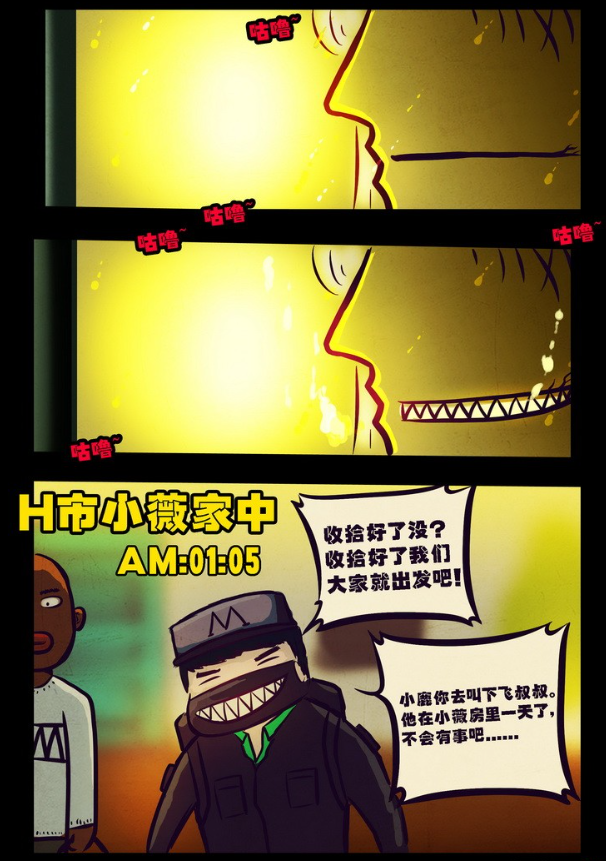 咕噜~
咕噜~
咕噜~
咕噜~
咕噜~
H市小薇家中
AM:01:05
收拾好了没?
收拾好了我们
大家就出发吧!
小鹿你去叫下飞叔叔。
他在小薇房里一天了,
不会有事吧......
M
M